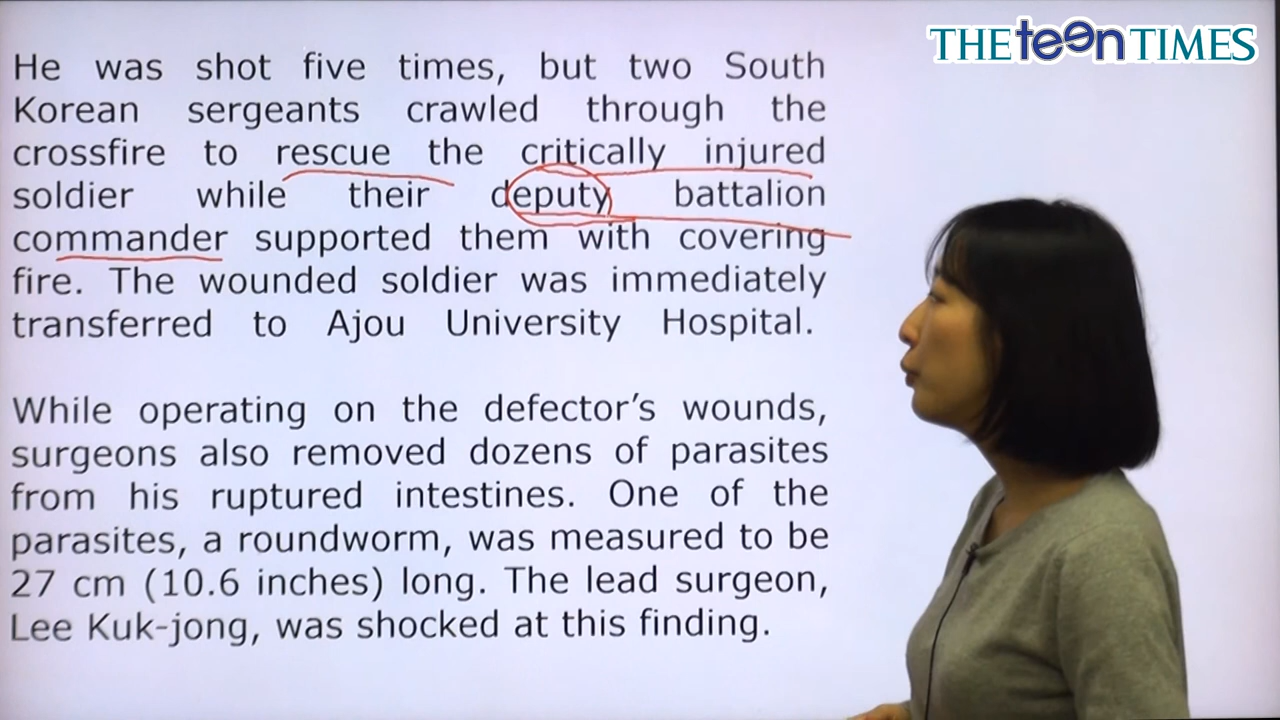 THE teen TIMES
He was shot five times, but two South
Korean sergeants crawled through the
crossfire to rescue the critically injured
soldier while their deputy battalion
commander supported them with covering
fire. The wounded soldier was immediately
transferred to Ajou University Hospital.
While operating on the defector’s wounds,
surgeons also removed dozens of parasites
from his ruptured intestines. One of the
parasites, a roundworm, was measured to be
27 cm (10.6 inches) long. The lead surgeon,
Lee Kuk-jong, was shocked at this finding.